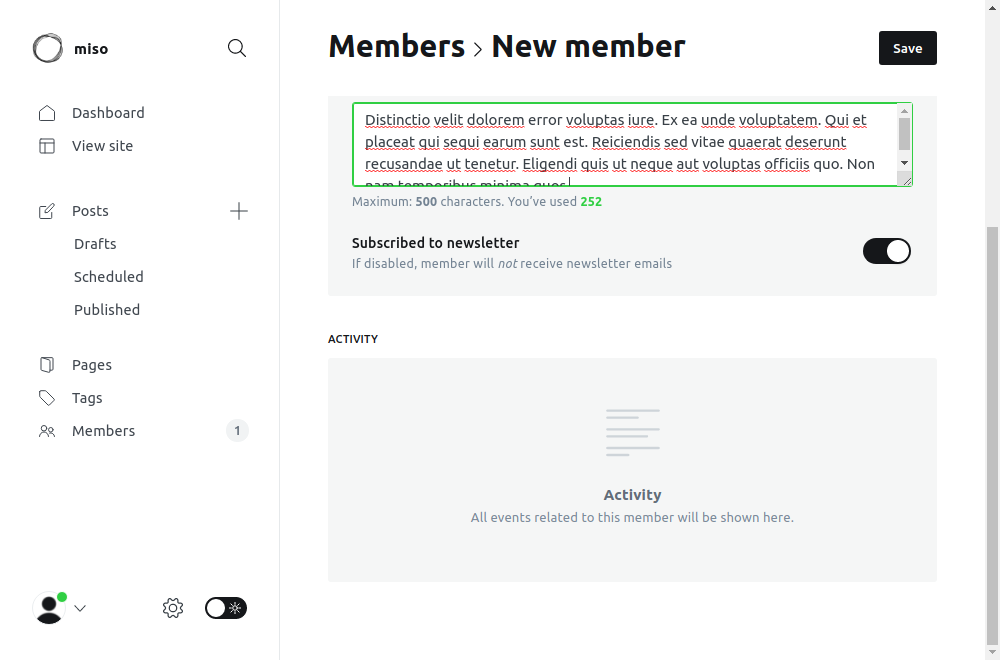 miso
Dashboard
View site
Posts
Drafts
Scheduled
Published
Pages
Tags
Members
1
Members > New member
Save
Distinctio velit dolorem error voluptas iure. Ex ea unde voluptatem. Qui et
placeat qui sequi earum sunt est. Reiciendis sed vitae quaerat deserunt
recusandae ut tenetur. Eligendi quis ut neque aut voluptas officiis quo. Non
nam temporibus minima quos.
Maximum: 500 characters. You've used 252
Subscribed to newsletter
If disabled, member will not receive newsletter emails
ACTIVITY
Activity
All events related to this member will be shown here.